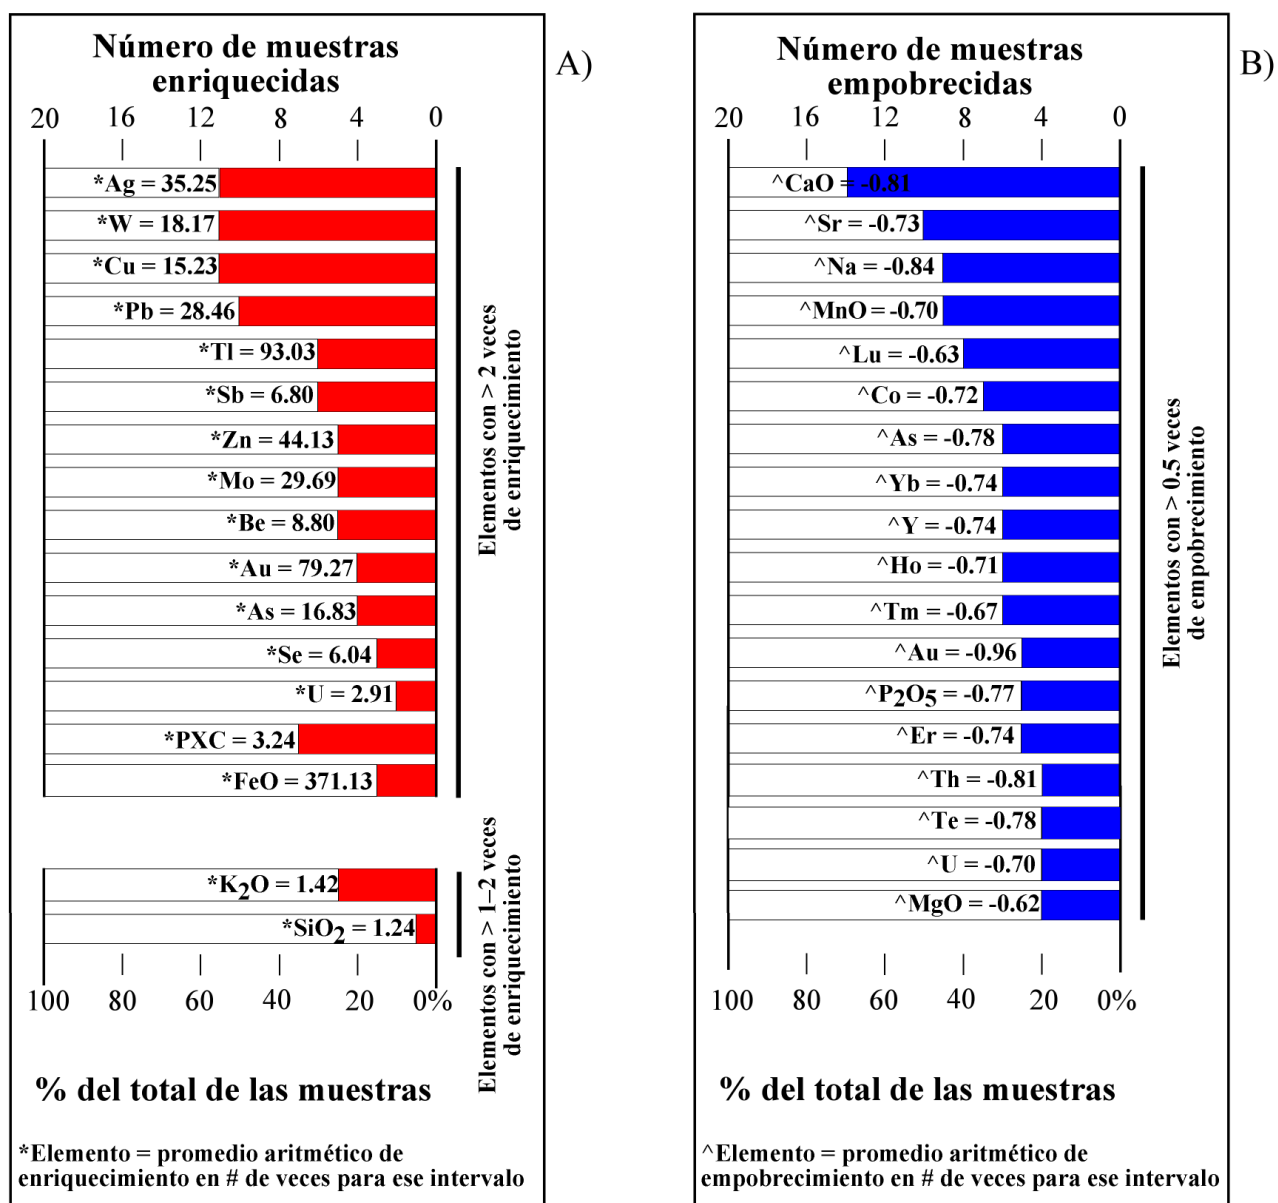 Número de muestras
enriquecidas
A)
20 16 12 8 4 0
*Ag = 35.25
*W = 18.17
*Cu = 15.23
*Pb = 28.46
*Tl = 93.03
*Sb = 6.80
*Zn = 44.13
*Mo = 29.69
*Be = 8.80
*Au = 79.27
*As = 16.83
*Se = 6.04
*U = 2.91
*PXC = 3.24
*FeO = 371.13
Elementos con > 2 veces
de enriquecimiento
*K2O = 1.42
*SiO2 = 1.24
Elementos con > 1–2 veces
de enriquecimiento
100 80 60 40 20 0%
% del total de las muestras
*Elemento = promedio aritmético de
enriquecimiento en # de veces para ese intervalo
Número de muestras
empobrecidas
B)
20 16 12 8 4 0
^CaO = -0.81
^Sr = -0.73
^Na = -0.84
^MnO = -0.70
^Lu = -0.63
^Co = -0.72
^As = -0.78
^Yb = -0.74
^Y = -0.74
^Ho = -0.71
^Tm = -0.67
^Au = -0.96
^P2O5 = -0.77
^Er = -0.74
^Th = -0.81
^Te = -0.78
^U = -0.70
^MgO = -0.62
Elementos con > 0.5 veces
de empobrecimiento
100 80 60 40 20 0%
% del total de las muestras
^Elemento = promedio aritmético de
empobrecimiento en # de veces para ese intervalo